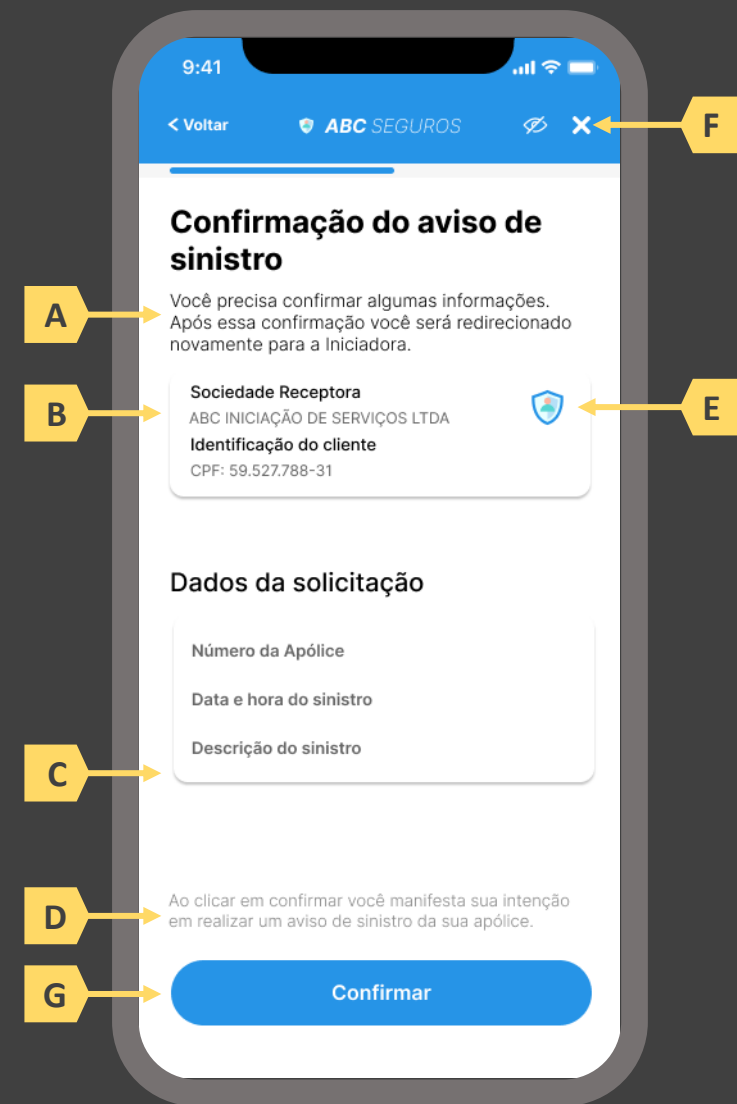 9:41
< Voltar
ABC SEGUROS
F
Confirmação do aviso de
sinistro
A
Você precisa confirmar algumas informações.
Após essa confirmação você será redirecionado
novamente para a Iniciadora.
B
Sociedade Receptora
ABC INICIAÇÃO DE SERVIÇOS LTDA
Identificação do cliente
CPF: 59.527.788-31
E
Dados da solicitação
Número da Apólice
Data e hora do sinistro
Descrição do sinistro
C
D
Ao clicar em confirmar você manifesta sua intenção
em realizar um aviso de sinistro da sua apólice.
G
Confirmar